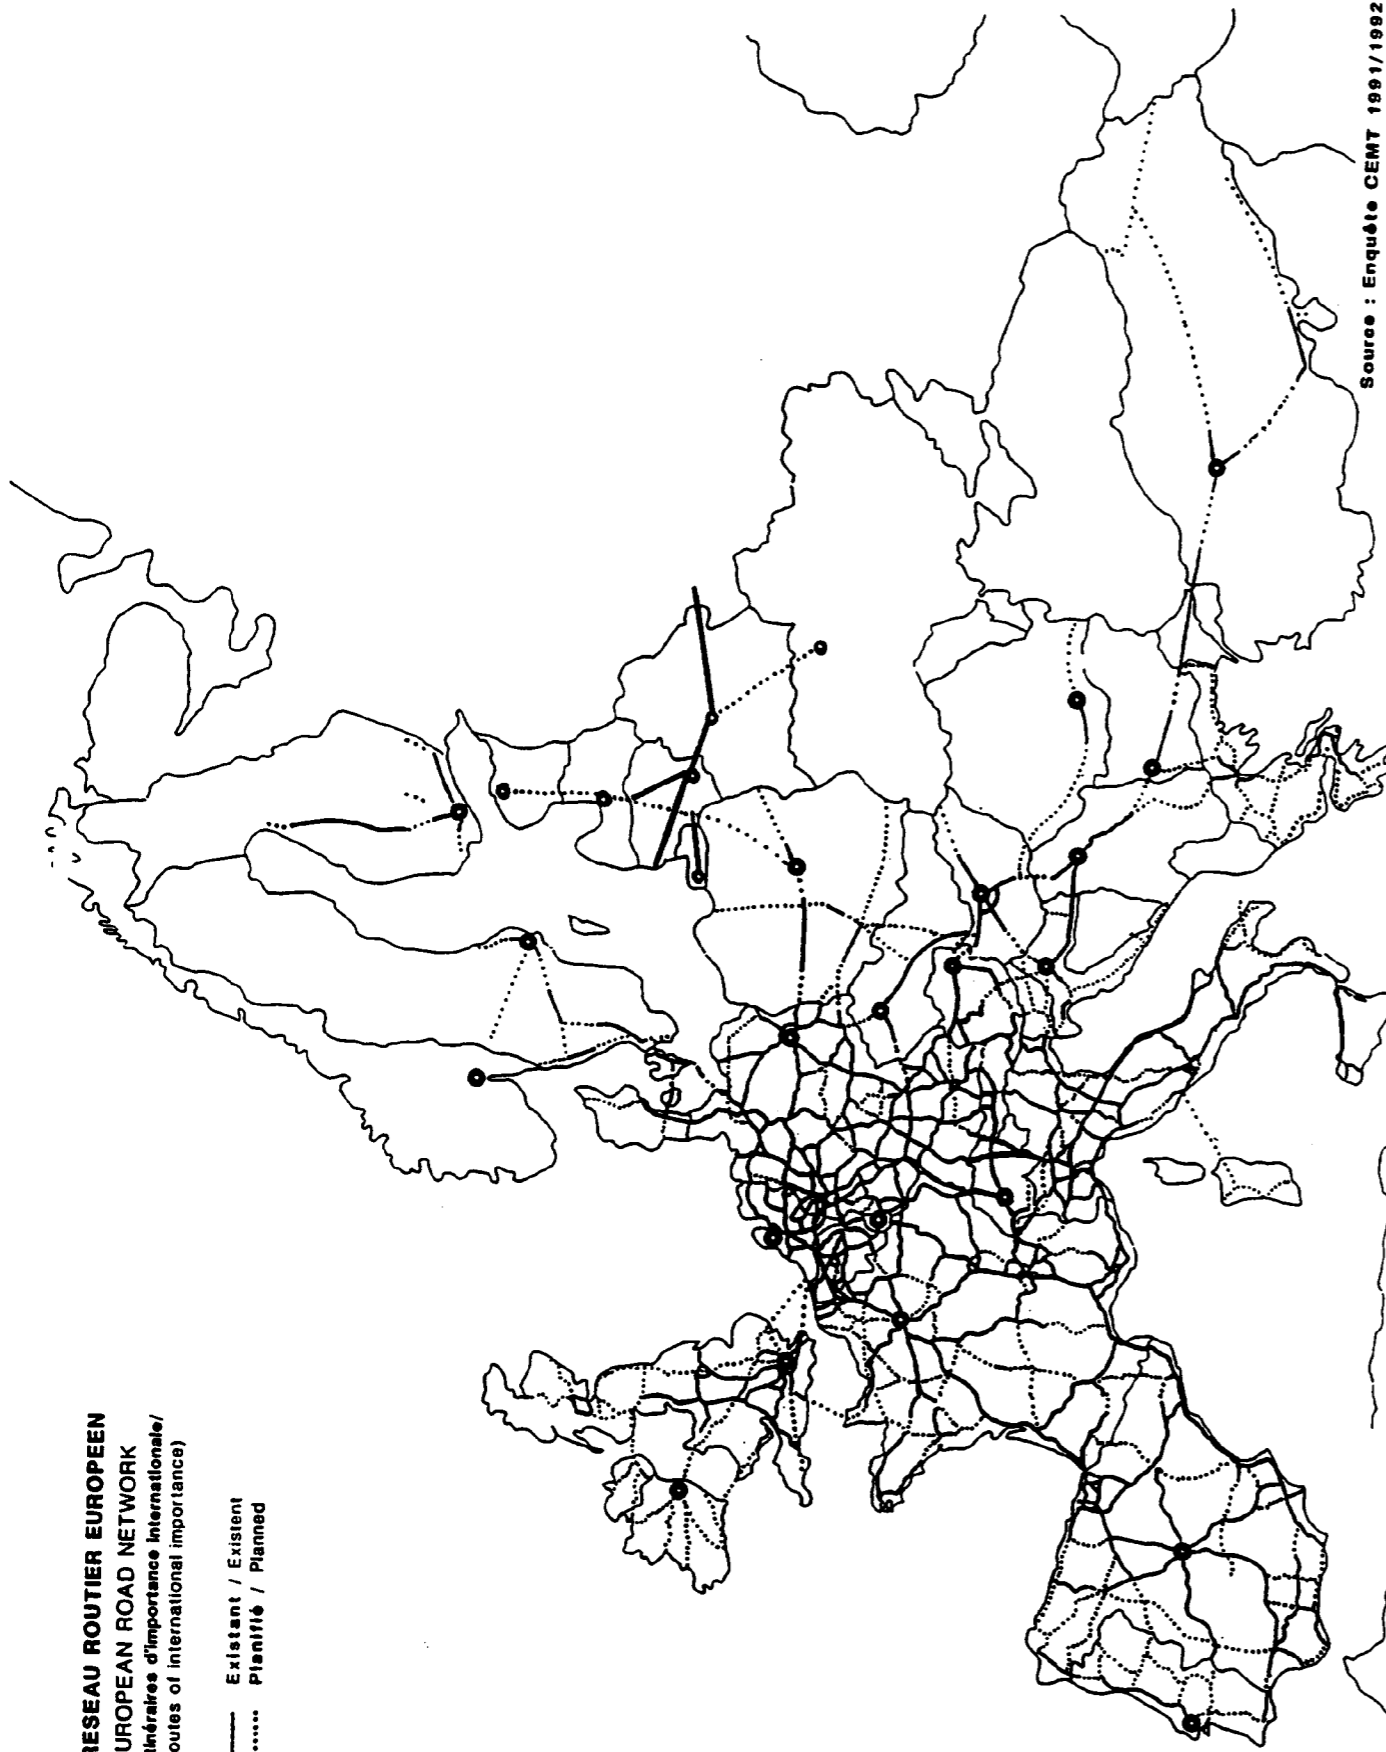 RESEAU ROUTIER EUROPEEN
UROPEAN ROAD NETWORK
tinéraires d'importance internationale/
outes of international importance)
Existant / Existent
Planifié / Planned
Source : Enquête CEMT 1991/1992